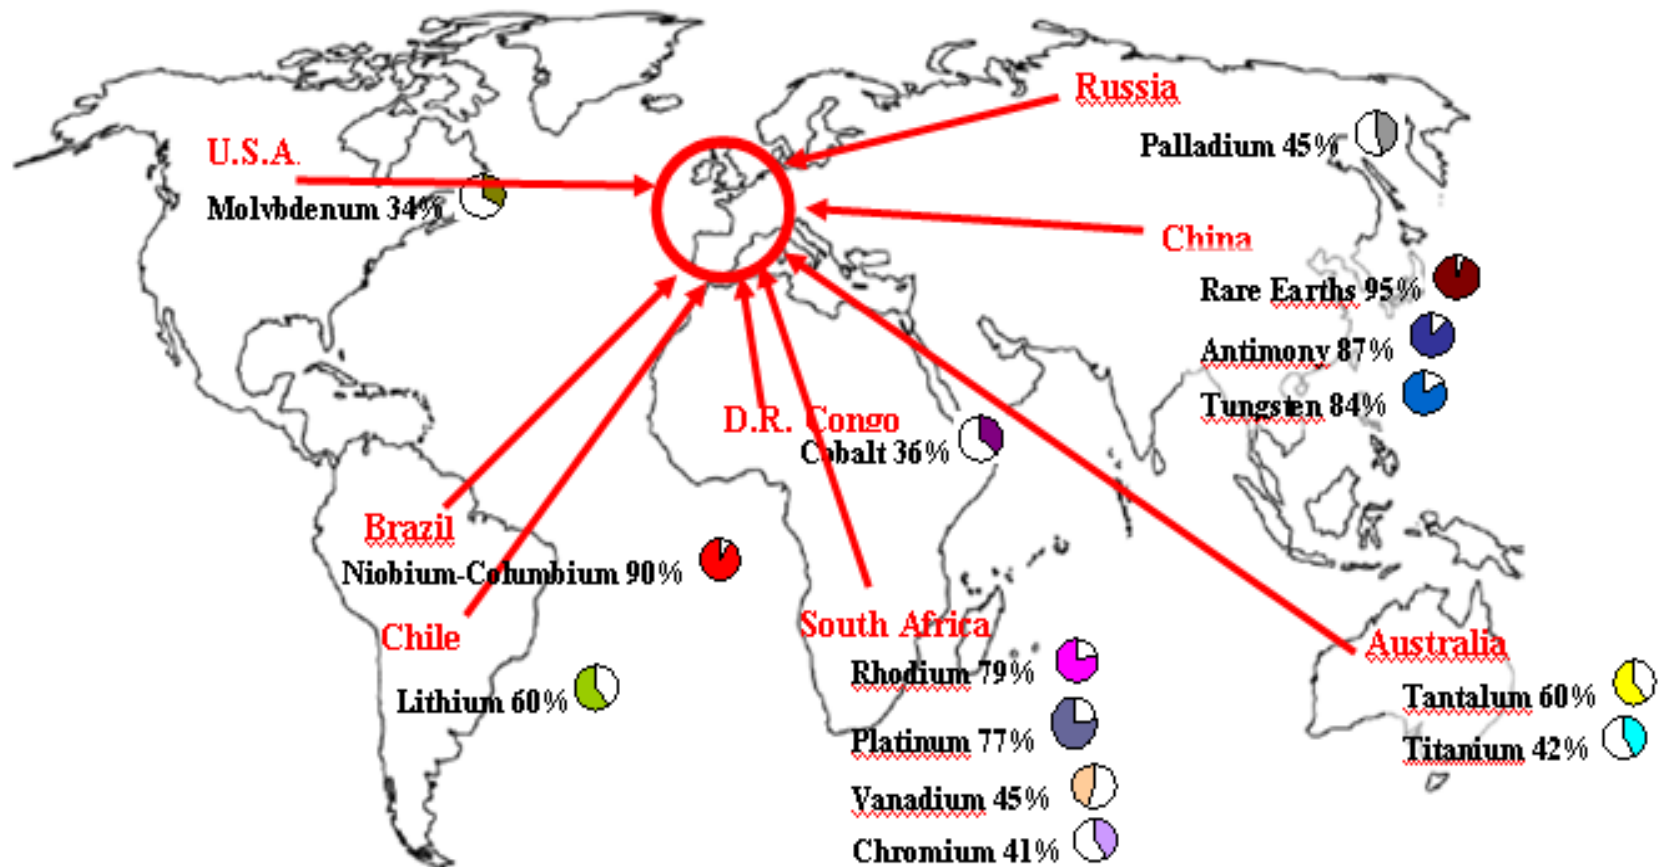 U.S.A.
Molybdenum 34%
Russia
Palladium 45%
China
Rare Earths 95%
Antimony 87%
Tungsten 84%
D.R. Congo
Cobalt 36%
Brazil
Niobium-Columbium 90%
Chile
Lithium 60%
South Africa
Rhodium 79%
Platinum 77%
Vanadium 45%
Chromium 41%
Australia
Tantalum 60%
Titanium 42%